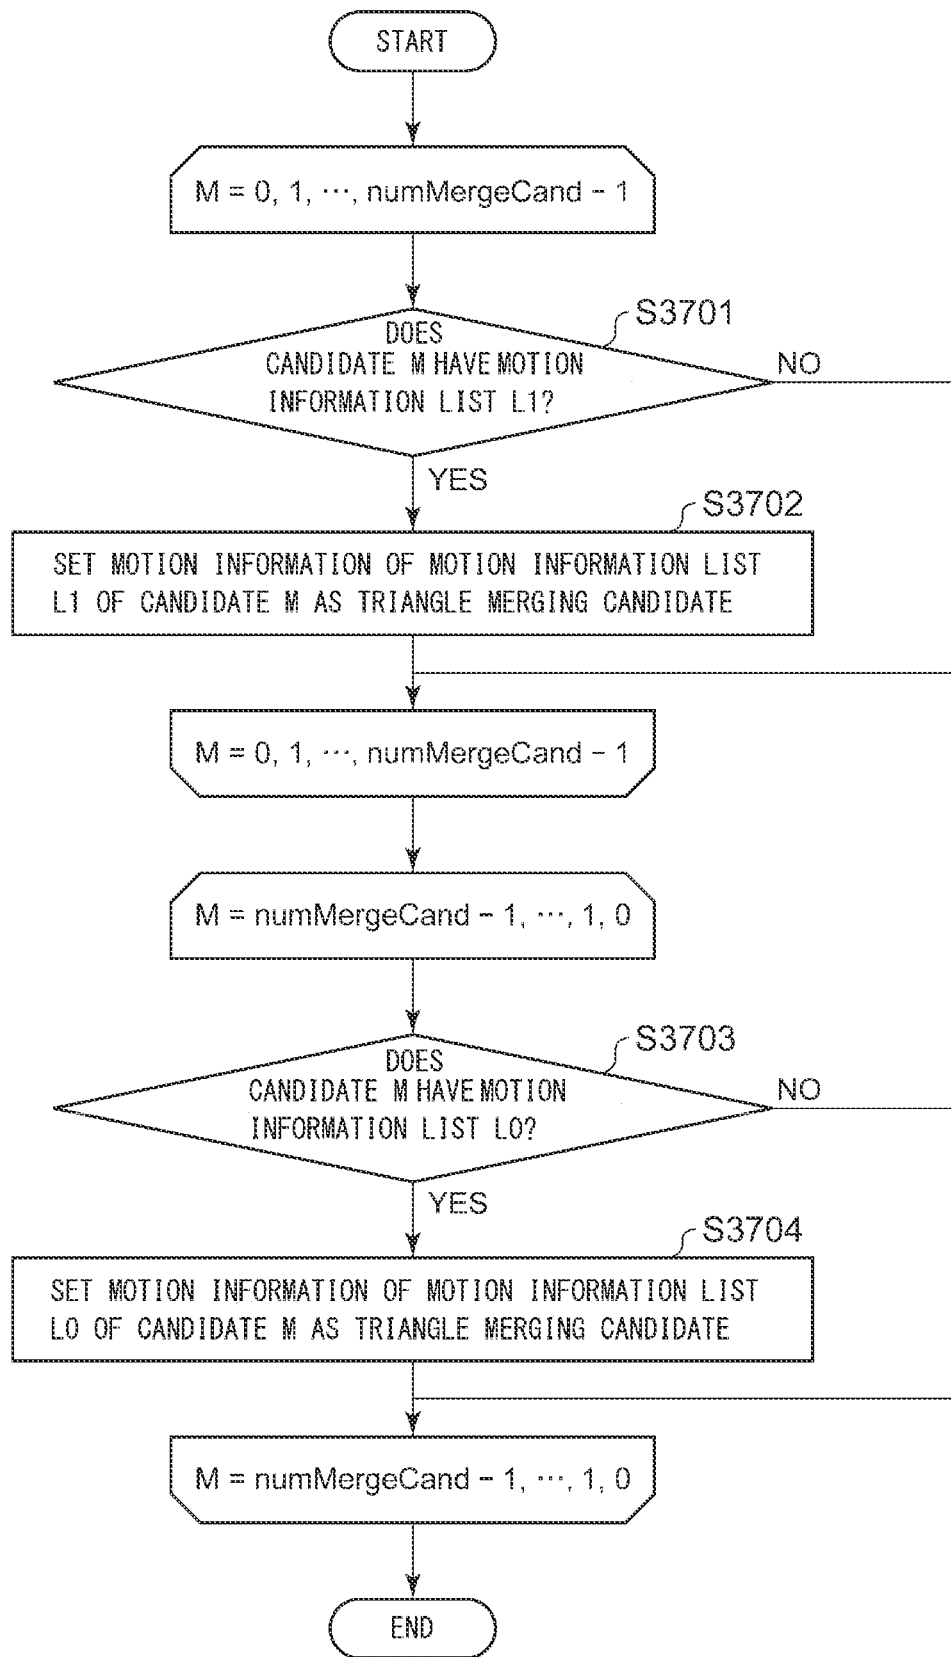 START
M = 0, 1, ···, numMergeCand - 1
S3701
DOES
CANDIDATE M HAVE MOTION
INFORMATION LIST L1?
NO
YES
S3702
SET MOTION INFORMATION OF MOTION INFORMATION LIST
L1 OF CANDIDATE M AS TRIANGLE MERGING CANDIDATE
M = 0, 1, ···, numMergeCand - 1
M = numMergeCand - 1, ···, 1, 0
S3703
DOES
CANDIDATE M HAVE MOTION
INFORMATION LIST L0?
NO
YES
S3704
SET MOTION INFORMATION OF MOTION INFORMATION LIST
L0 OF CANDIDATE M AS TRIANGLE MERGING CANDIDATE
M = numMergeCand - 1, ···, 1, 0
END